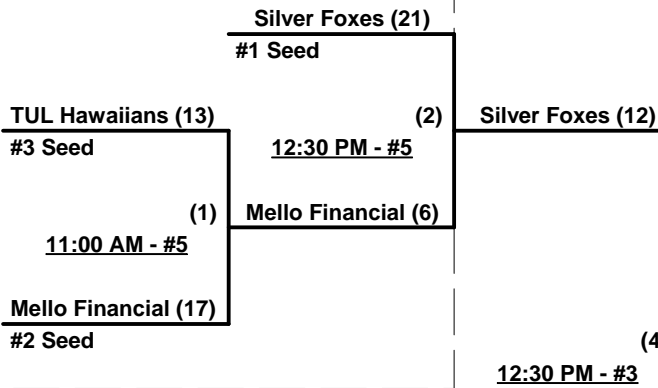 Silver Foxes (21)
#1 Seed
TUL Hawaiians (13)
#3 Seed
(2)
12:30 PM - #5
Silver Foxes (12)
(1)
11:00 AM - #5
Mello Financial (6)
Mello Financial (17)
#2 Seed
(4
12:30 PM - #3